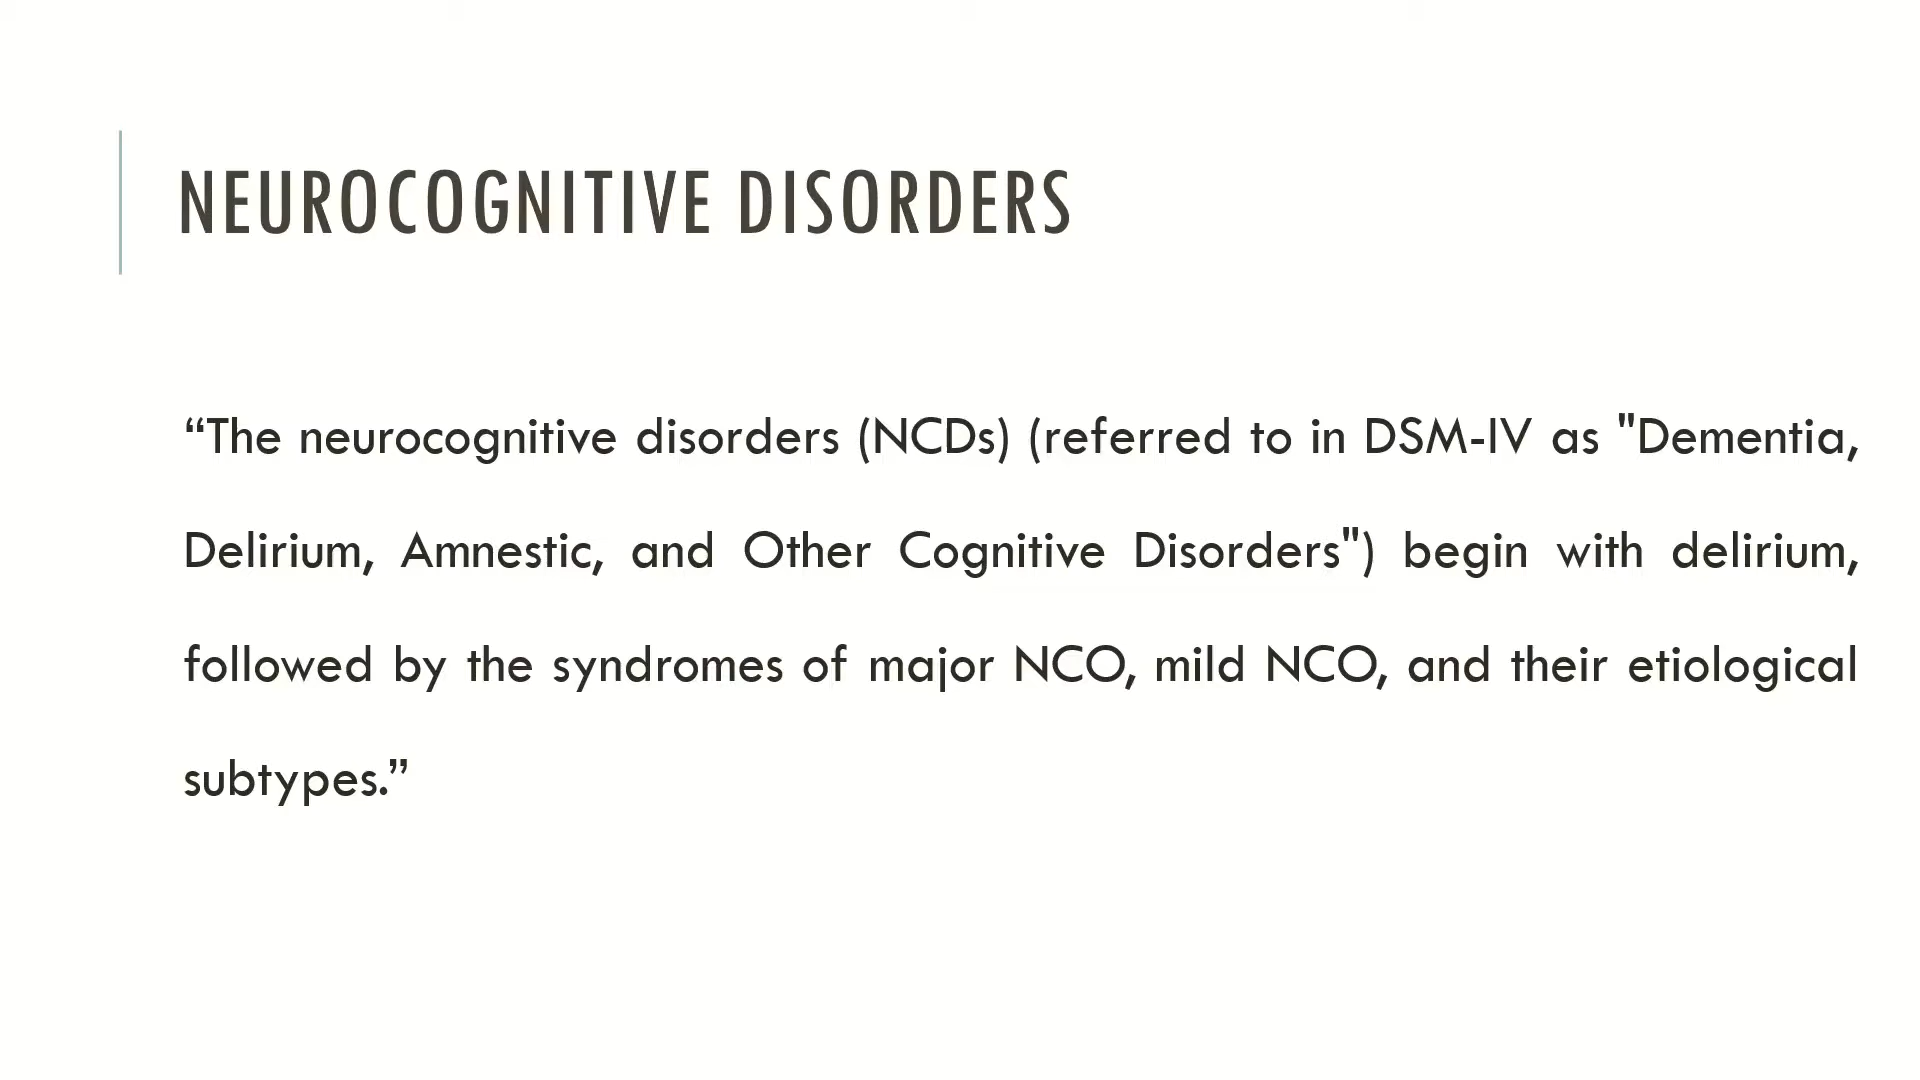 NEUROCOGNITIVE DISORDERS
“The neurocognitive disorders (NCDs) (referred to in DSM-IV as "Dementia,
Delirium, Amnestic, and Other Cognitive Disorders") begin with delirium,
followed by the syndromes of major NCO, mild NCO, and their etiological
subtypes.”